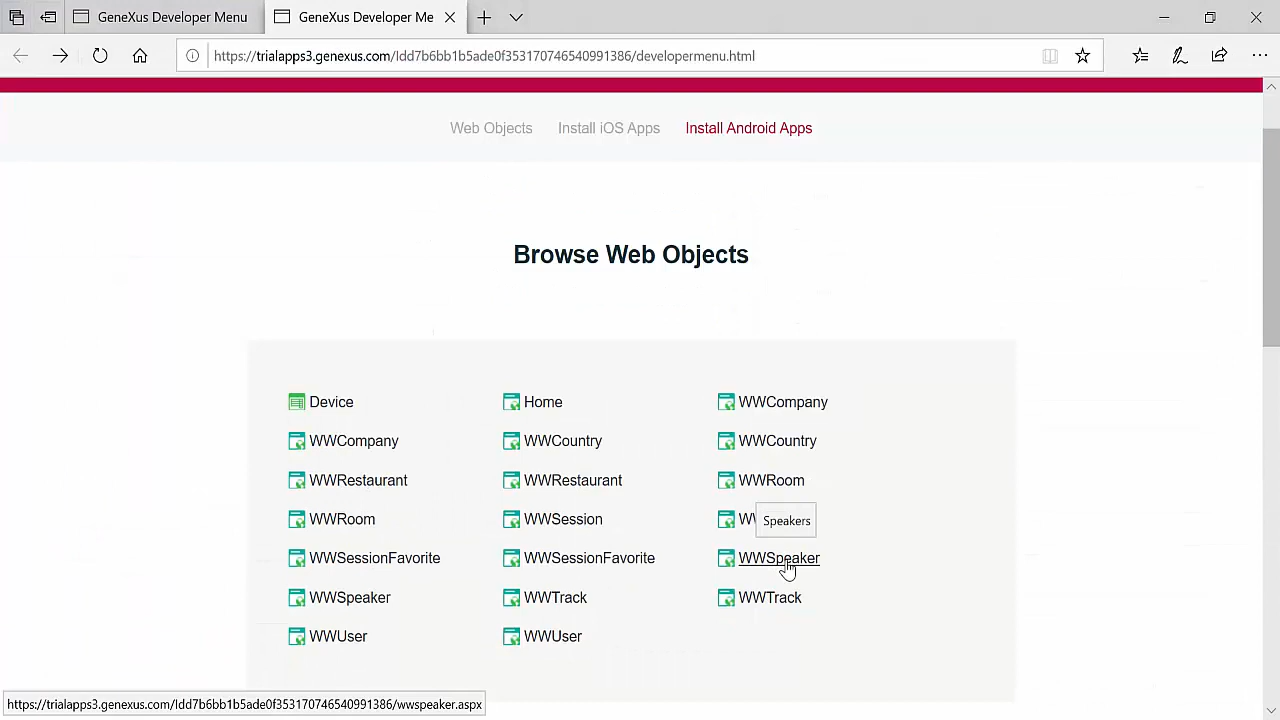 GeneXus Developer Menu
GeneXus Developer Me
https://trialapps3.genexus.com/Idd7b6bb1b5ade0f353170746540991386/developermenu.html
Web Objects Install iOS Apps Install Android Apps
Browse Web Objects
Device Home WWCompany
WWCompany WWCountry WWCountry
WWRestaurant WWRestaurant WWRoom
WWRoom WWSession
Speakers
WWSessionFavorite WWSessionFavorite WWSpeaker
WWSpeaker WWTrack WWTrack
WWUser WWUser
https://trialapps3.genexus.com/Idd7b6bb1b5ade0f353170746540991386/wwspeaker.aspx